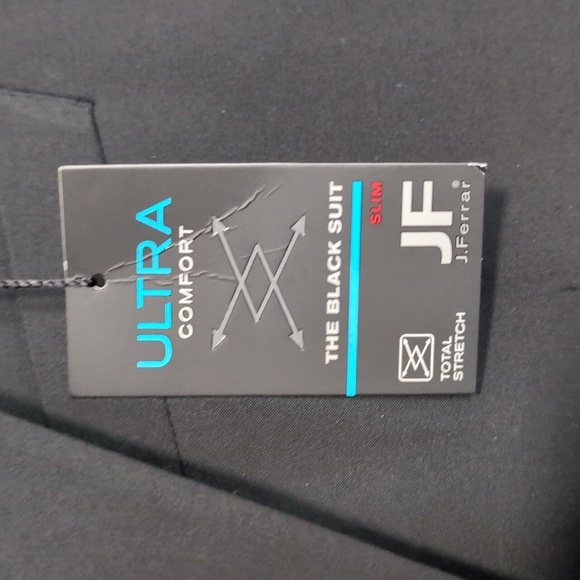 ULTRA
COMFORT
THE BLACK SUIT
SLIM
JF
J.Ferrar®
TOTAL
STRETCH